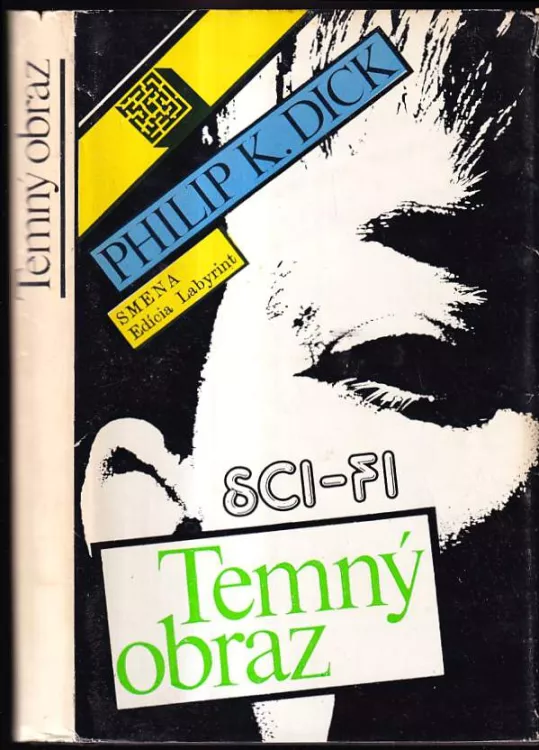 Temný obraz
PHILIP K. DICK
SMENA
Edícia Labyrint
SCI-FI
Temný
obraz